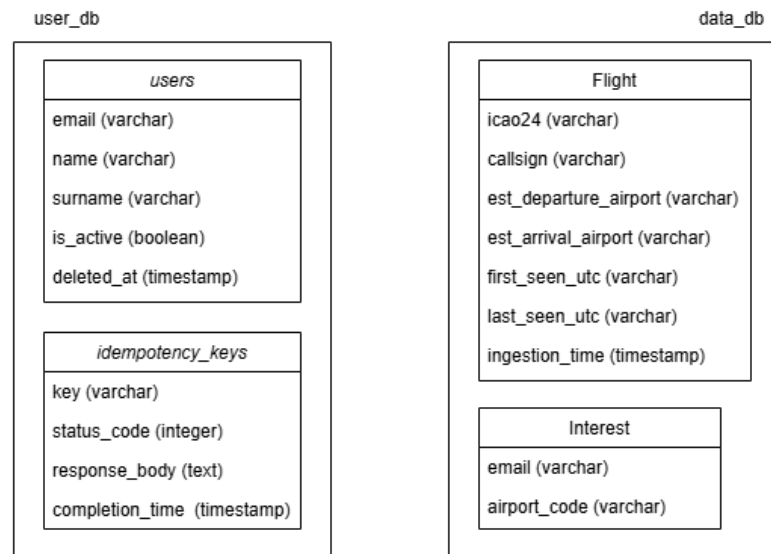 user_db
users
email (varchar)
name (varchar)
surname (varchar)
is_active (boolean)
deleted_at (timestamp)
idempotency_keys
key (varchar)
status_code (integer)
response_body (text)
completion_time (timestamp)
data_db
Flight
icao24 (varchar)
callsign (varchar)
est_departure_airport (varchar)
est_arrival_airport (varchar)
first_seen_utc (varchar)
last_seen_utc (varchar)
ingestion_time (timestamp)
Interest
email (varchar)
airport_code (varchar)